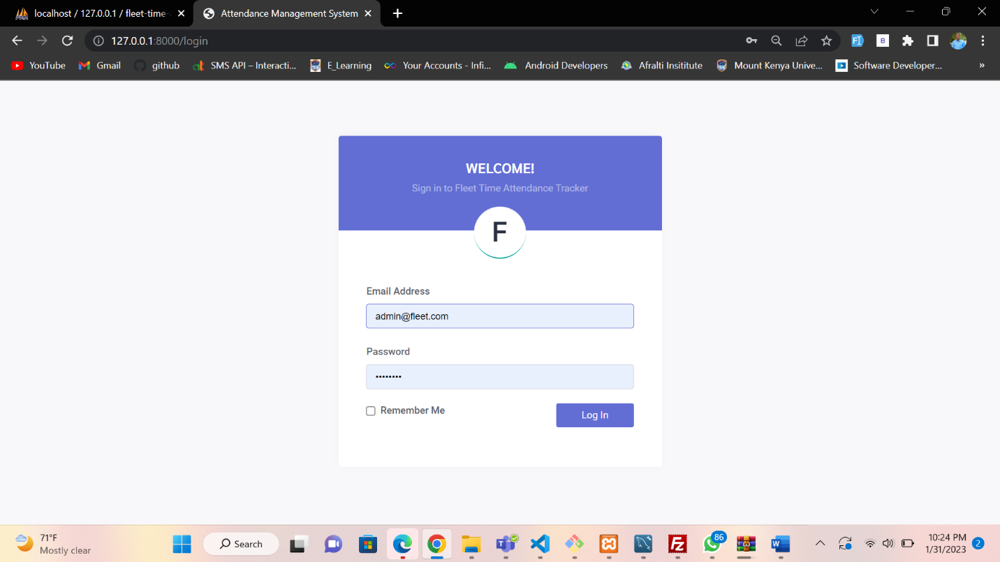 localhost / 127.0.0.1 / fleet-time-
Attendance Management System
127.0.0.1:8000/login
YouTube
Gmail
github
SMS API – Interacti...
E_Learning
Your Accounts - Infi...
Android Developers
Afralti Insititute
Mount Kenya Unive...
Software Developer...
»
WELCOME!
Sign in to Fleet Time Attendance Tracker
F
Email Address
admin@fleet.com
Password
••••••••
Remember Me
Log In
71°F
Mostly clear
Search
86
10:24 PM
1/31/2023
2